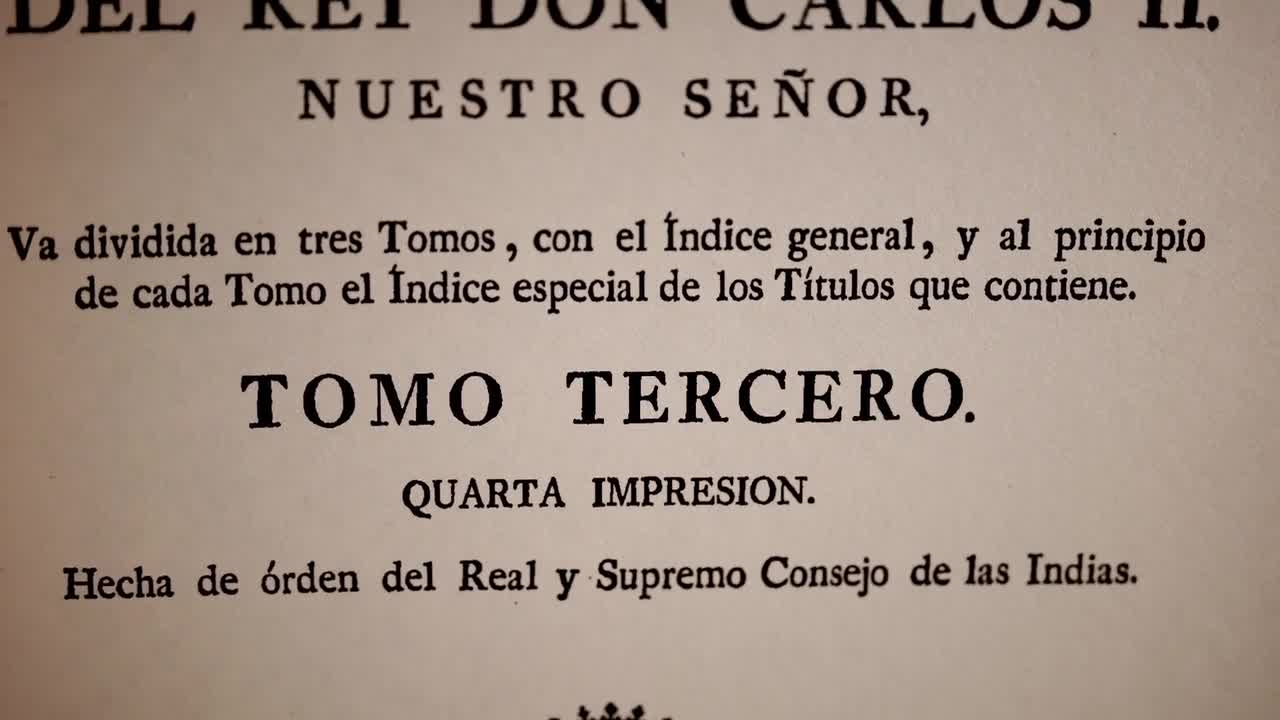 DEL REY DON CARLOS II.
NUESTRO SEÑOR,
Va dividida en tres Tomos, con el Índice general, y al principio
de cada Tomo el Índice especial de los Títulos que contiene.
TOMO TERCERO.
QUARTA IMPRESION.
Hecha de órden del Real y Supremo Consejo de las Indias.